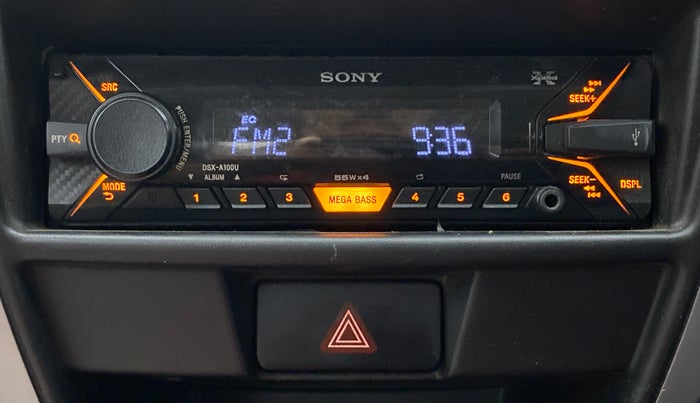 SONY
Xplod
SRC
SEEK+
EQ
FM2
936
PUSH ENTER/MENU
PTY
DSX-A100U
ALBUM
55W×4
PAUSE
MODE
SEEK-
DSPL
1
2
3
MEGA BASS
4
5
6